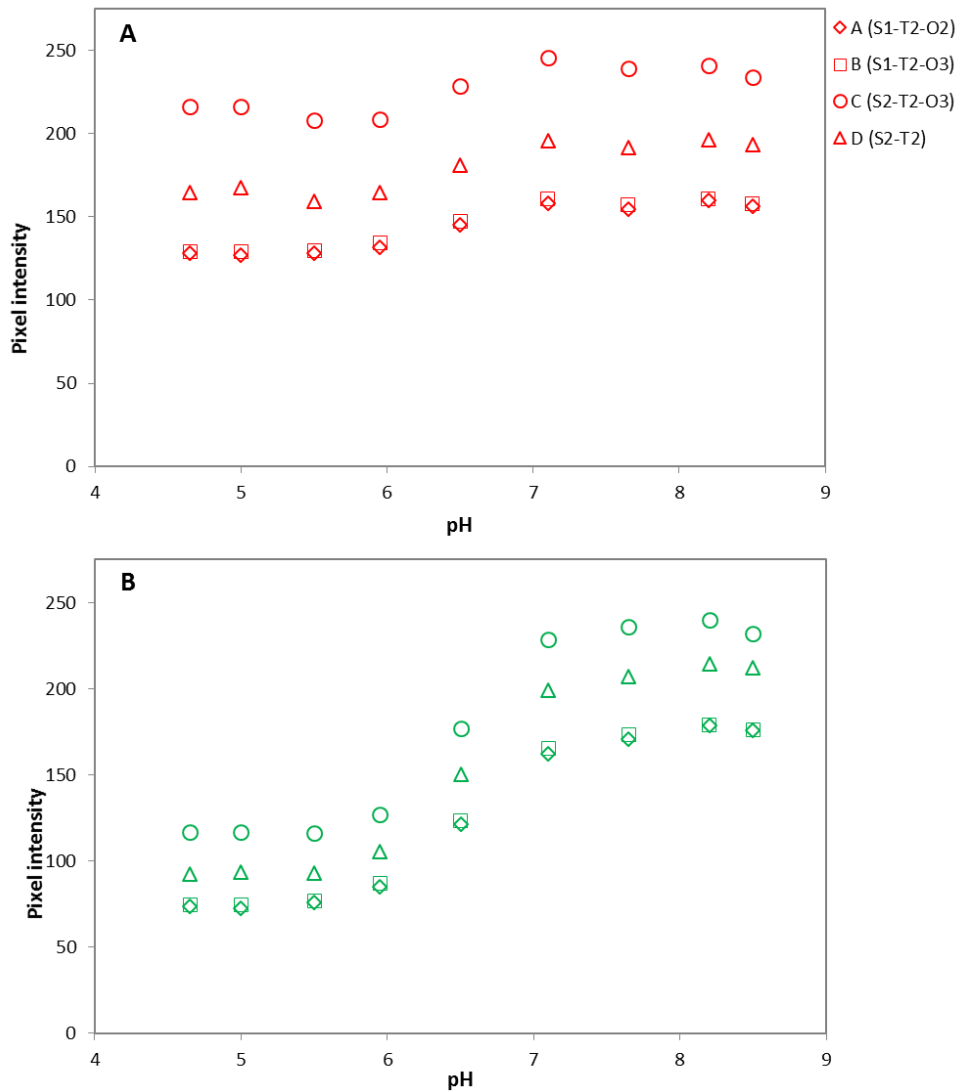 A
250
200
150
100
50
0
Pixel intensity
4 5 6 7 8 9
pH
A (S1-T2-O2)
B (S1-T2-O3)
C (S2-T2-O3)
D (S2-T2)
B
250
200
150
100
50
0
Pixel intensity
4 5 6 7 8 9
pH